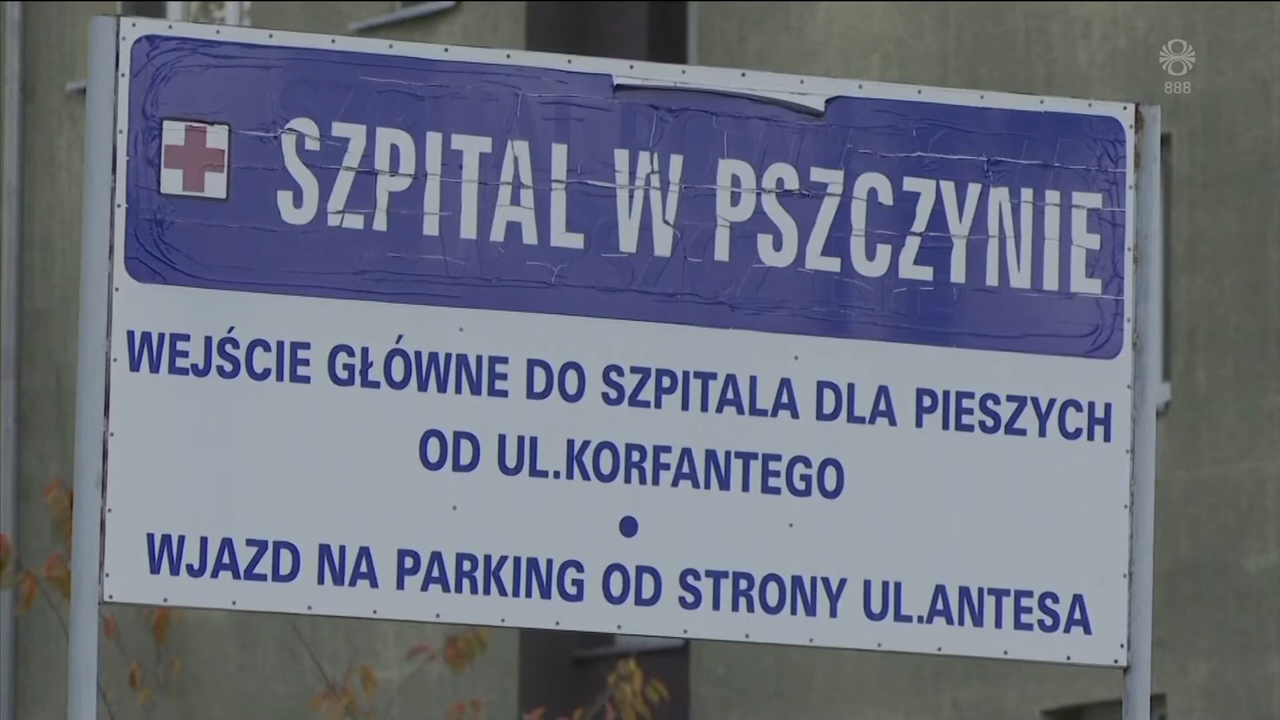 888
SZPITAL W PSZCZYNIE
WEJŚCIE GŁÓWNE DO SZPITALA DLA PIESZYCH
OD UL.KORFANTEGO
•
WJAZD NA PARKING OD STRONY UL.ANTESA